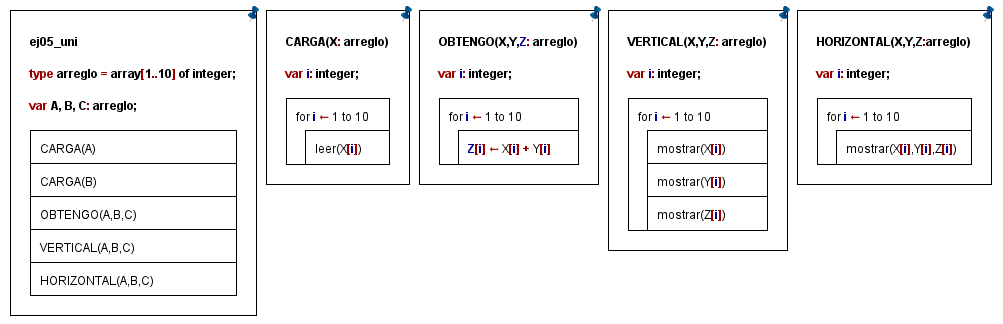 ej05_uni
type arreglo = array[1..10] of integer;
var A, B, C: arreglo;
CARGA(A)
CARGA(B)
OBTENGO(A,B,C)
VERTICAL(A,B,C)
HORIZONTAL(A,B,C)
CARGA(X: arreglo)
var i: integer;
for i ← 1 to 10
leer(X[i])
OBTENGO(X,Y,Z: arreglo)
var i: integer;
for i ← 1 to 10
Z[i] ← X[i] + Y[i]
VERTICAL(X,Y,Z: arreglo)
var i: integer;
for i ← 1 to 10
mostrar(X[i])
mostrar(Y[i])
mostrar(Z[i])
HORIZONTAL(X,Y,Z:arreglo)
var i: integer;
for i ← 1 to 10
mostrar(X[i],Y[i],Z[i])